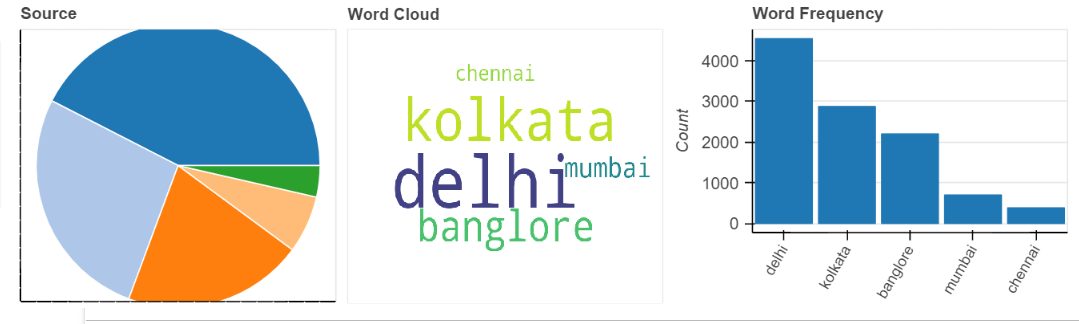 Source
Word Cloud
chennai
kolkata
delhi
mumbai
banglore
Word Frequency
Count
4000
3000
2000
1000
0
delhi
kolkata
banglore
mumbai
chennai